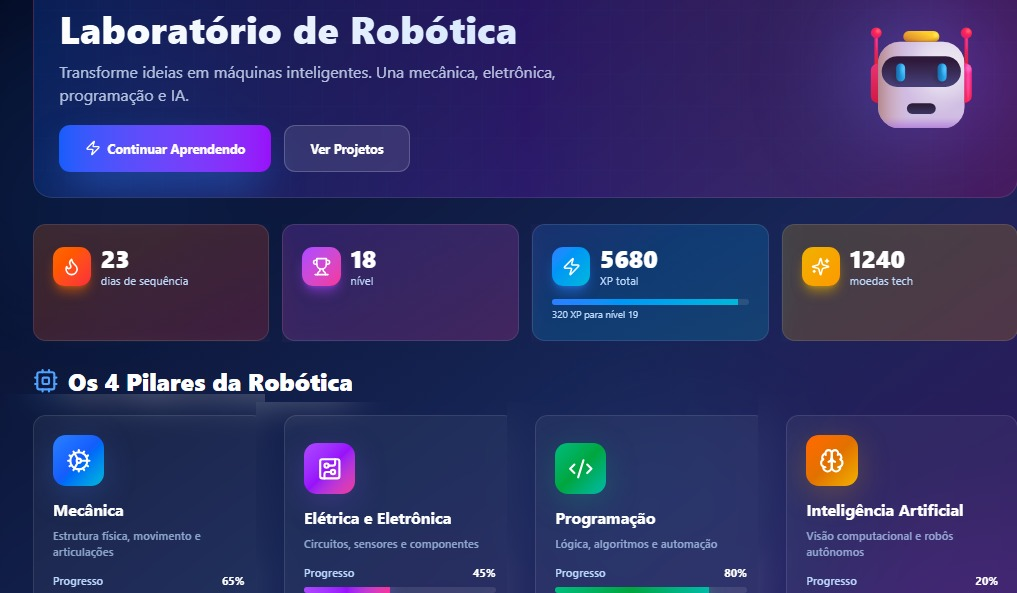 Laboratório de Robótica
Transforme ideias em máquinas inteligentes. Una mecânica, eletrônica,
programação e IA.
Continuar Aprendendo
Ver Projetos
23
dias de sequência
18
nível
5680
XP total
320 XP para nível 19
1240
moedas tech
Os 4 Pilares da Robótica
Mecânica
Estrutura física, movimento e
articulações
Progresso 65%
Elétrica e Eletrônica
Circuitos, sensores e componentes
Progresso 45%
Programação
Lógica, algoritmos e automação
Progresso 80%
Inteligência Artificial
Visão computacional e robôs
autônomos
Progresso 20%